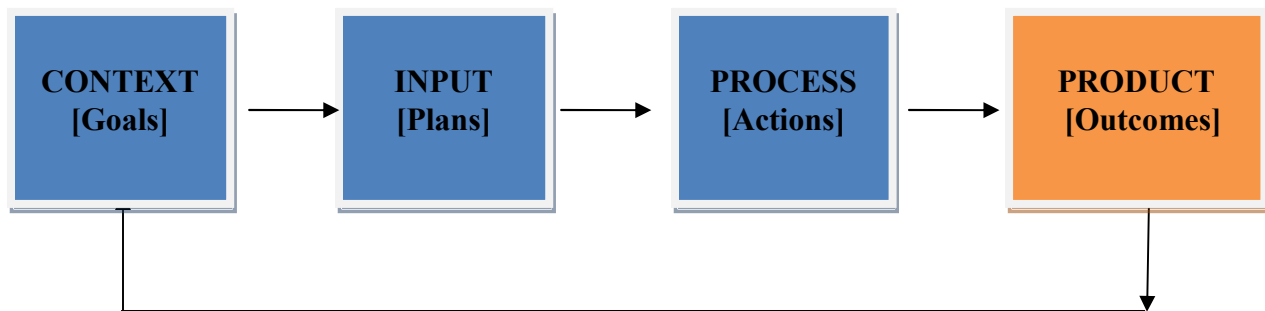 CONTEXT
[Goals]
INPUT
[Plans]
PROCESS
[Actions]
PRODUCT
[Outcomes]